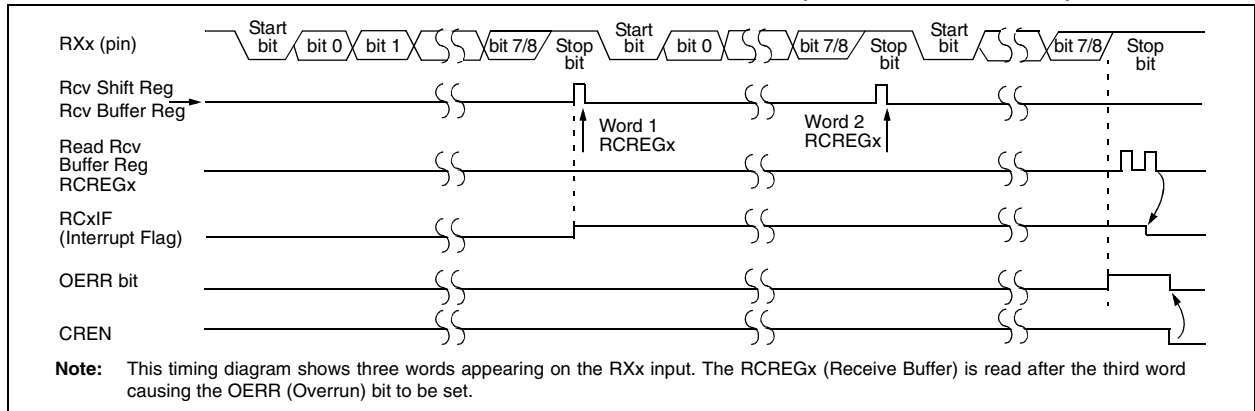 RXx (pin)
Start bit
bit 0
bit 1
bit 7/8
Stop bit
Start bit
bit 0
bit 7/8
Stop bit
Start bit
bit 7/8
Stop bit
Rcv Shift Reg
Rcv Buffer Reg
Word 1
RCREGx
Word 2
RCREGx
Read Rcv
Buffer Reg
RCREGx
RCxIF
(Interrupt Flag)
OERR bit
CREN
Note: This timing diagram shows three words appearing on the RXx input. The RCREGx (Receive Buffer) is read after the third word
causing the OERR (Overrun) bit to be set.